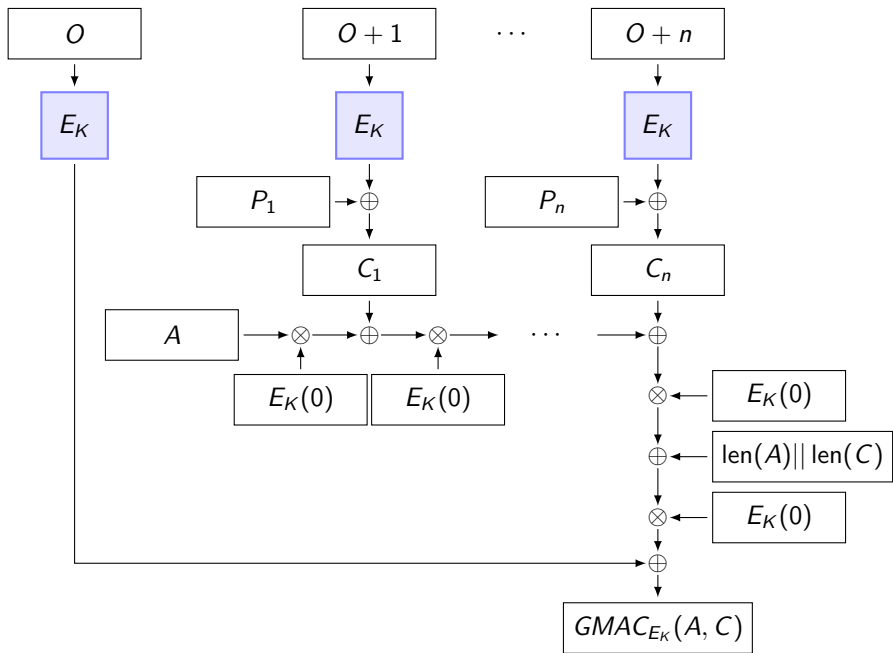 O
O + 1
· · ·
O + n
E_K
E_K
E_K
P_1
⊕
P_n
⊕
C_1
C_n
A
⊗
⊕
⊗
· · ·
⊕
E_K(0)
E_K(0)
⊗
E_K(0)
⊕
len(A)|| len(C)
⊗
E_K(0)
⊕
GMAC_{E_K}(A, C)